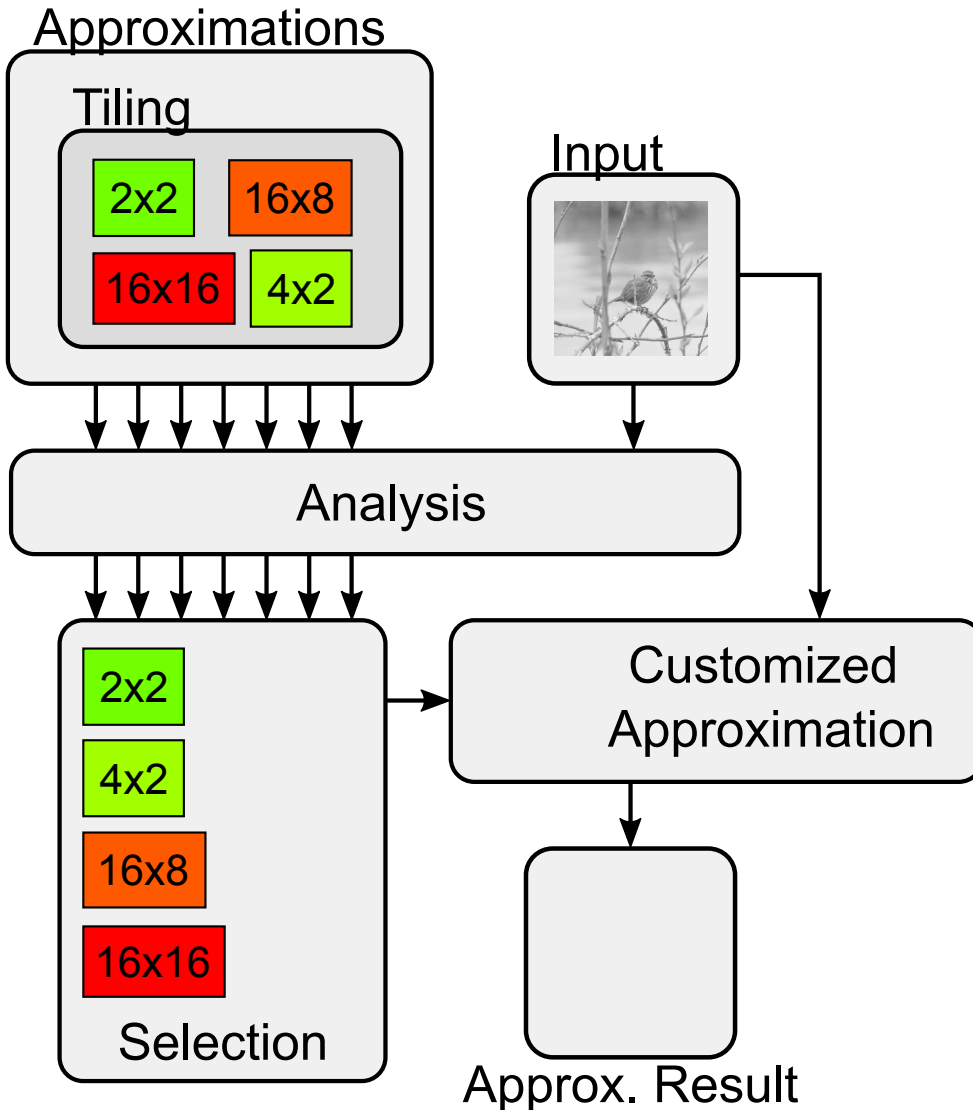 Approximations
Tiling
2x2
16x8
16x16
4x2
Input
Analysis
2x2
4x2
16x8
16x16
Selection
Customized
Approximation
Approx. Result